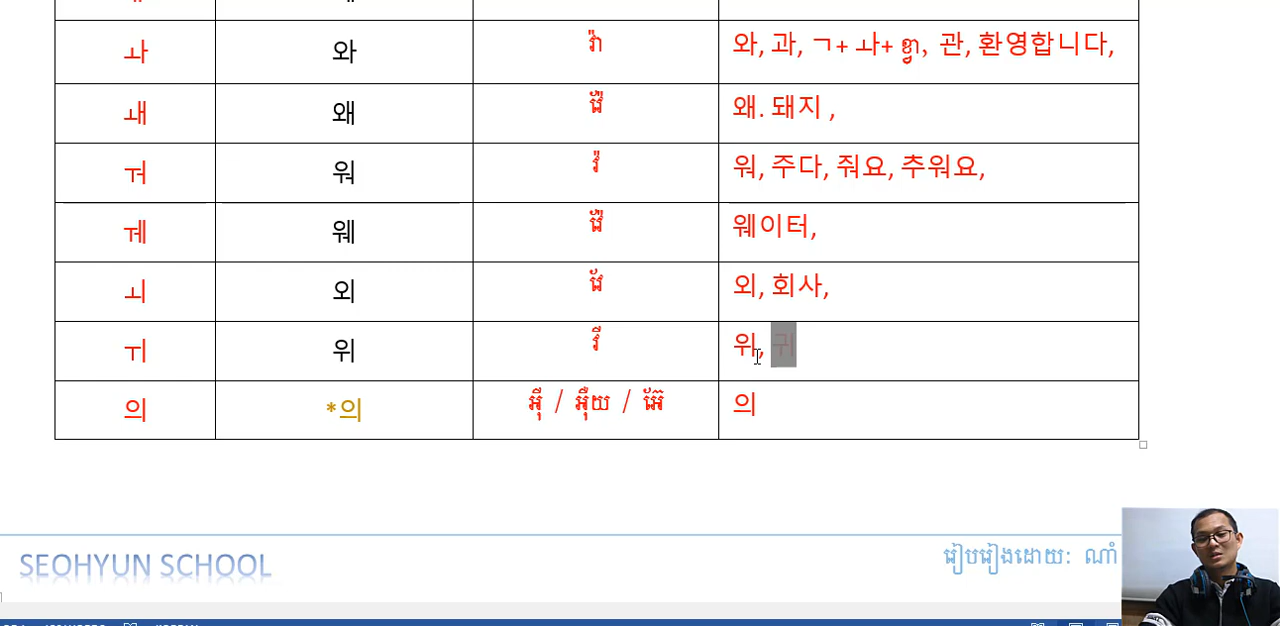 ㅘ 와 វ៉ា 와, 과, ㄱ+ ㅘ+ ខ្វា, 관, 환영합니다,
ㅙ 왜 វ៉េ 왜. 돼지 ,
ㅝ 워 វ៉ 워, 주다, 줘요, 추워요,
ㅞ 웨 វ៉េ 웨이터,
ㅚ 외 វែ 외, 회사,
ㅟ 위 វី 위, 귀
의 *의 អ៊ី / អ៊ឺយ / អ៊ែ 의
SEOHYUN SCHOOL រៀបរៀងដោយ: ណាំ